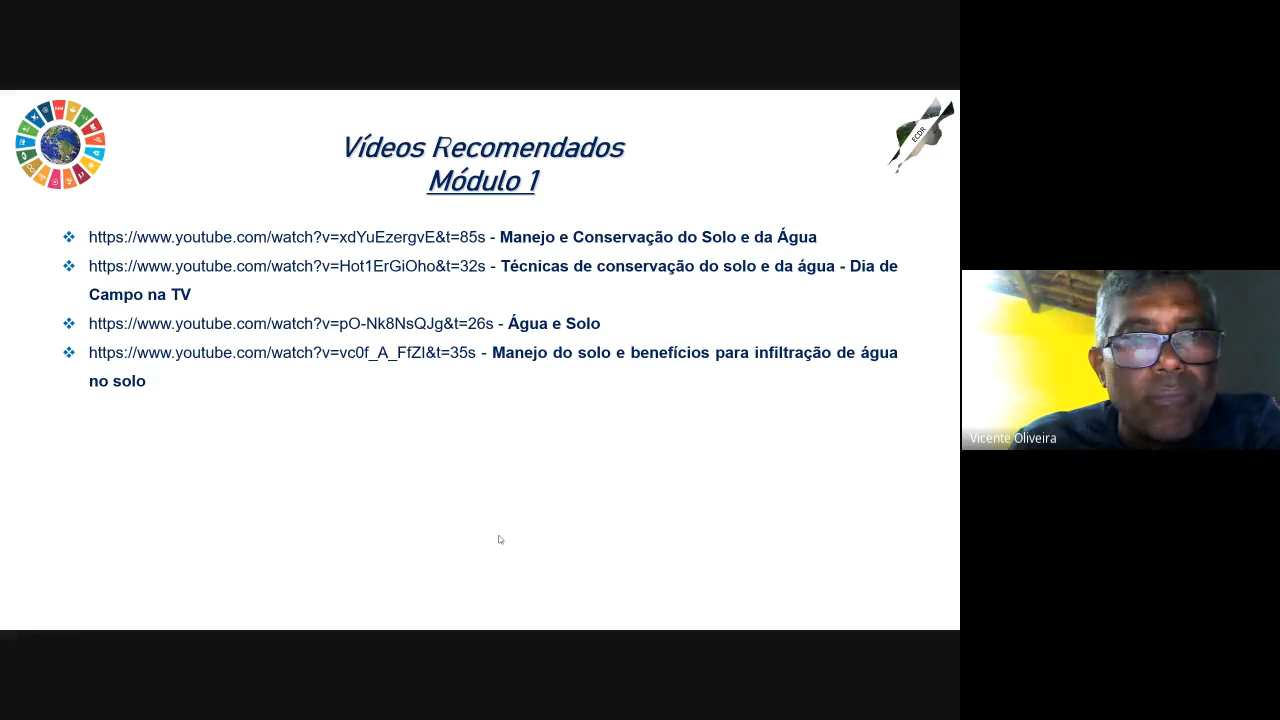 ECDR
Vídeos Recomendados
Módulo 1
https://www.youtube.com/watch?v=xdYuEzergvE&t=85s - Manejo e Conservação do Solo e da Água
https://www.youtube.com/watch?v=Hot1ErGiOho&t=32s - Técnicas de conservação do solo e da água - Dia de
Campo na TV
https://www.youtube.com/watch?v=pO-Nk8NsQJg&t=26s - Água e Solo
https://www.youtube.com/watch?v=vc0f_A_FfZI&t=35s - Manejo do solo e benefícios para infiltração de água
no solo
Vicente Oliveira